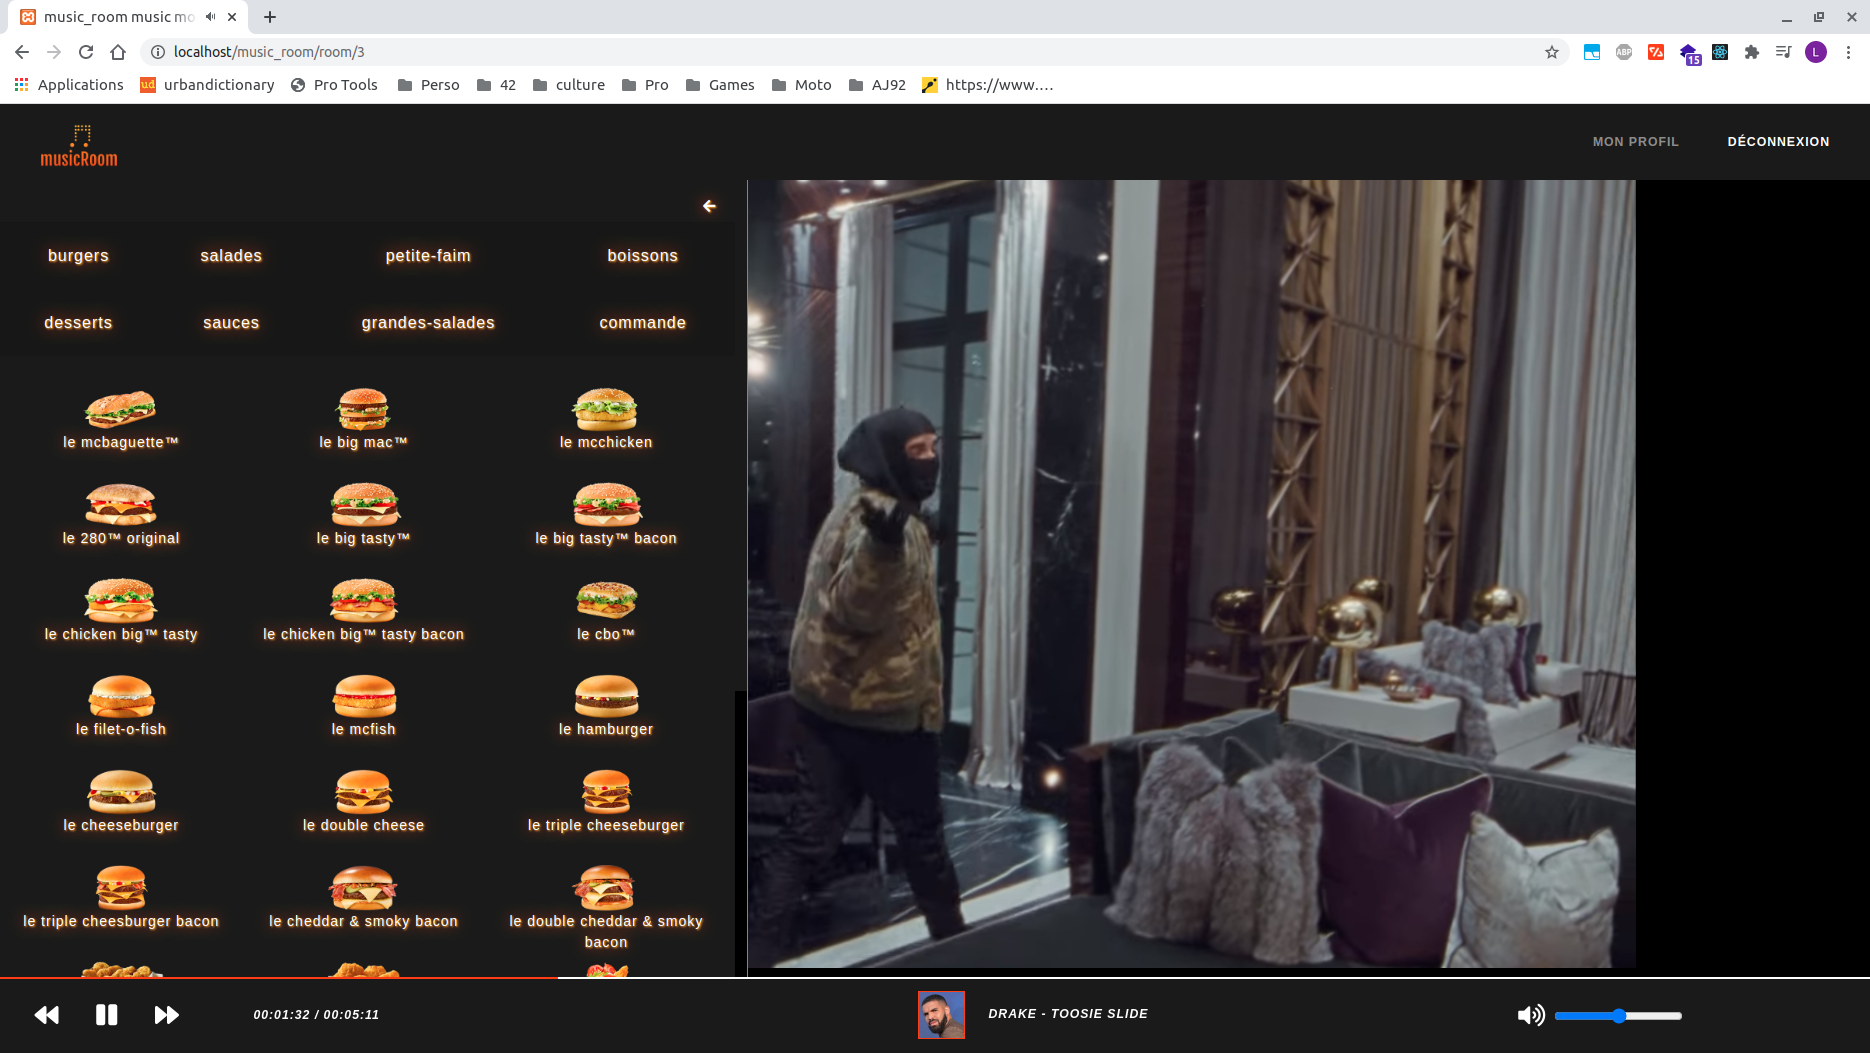 music_room music mo
localhost/music_room/room/3
ABP
15
L
Applications
ud urbandictionary
Pro Tools
Perso
42
culture
Pro
Games
Moto
AJ92
https://www....
musicRoom
MON PROFIL
DÉCONNEXION
burgers
salades
petite-faim
boissons
desserts
sauces
grandes-salades
commande
le mcbaguette™
le big mac™
le mcchicken
le 280™ original
le big tasty™
le big tasty™ bacon
le chicken big™ tasty
le chicken big™ tasty bacon
le cbo™
le filet-o-fish
le mcfish
le hamburger
le cheeseburger
le double cheese
le triple cheeseburger
le triple cheesburger bacon
le cheddar & smoky bacon
le double cheddar & smoky
bacon
00:01:32 / 00:05:11
DRAKE - TOOSIE SLIDE